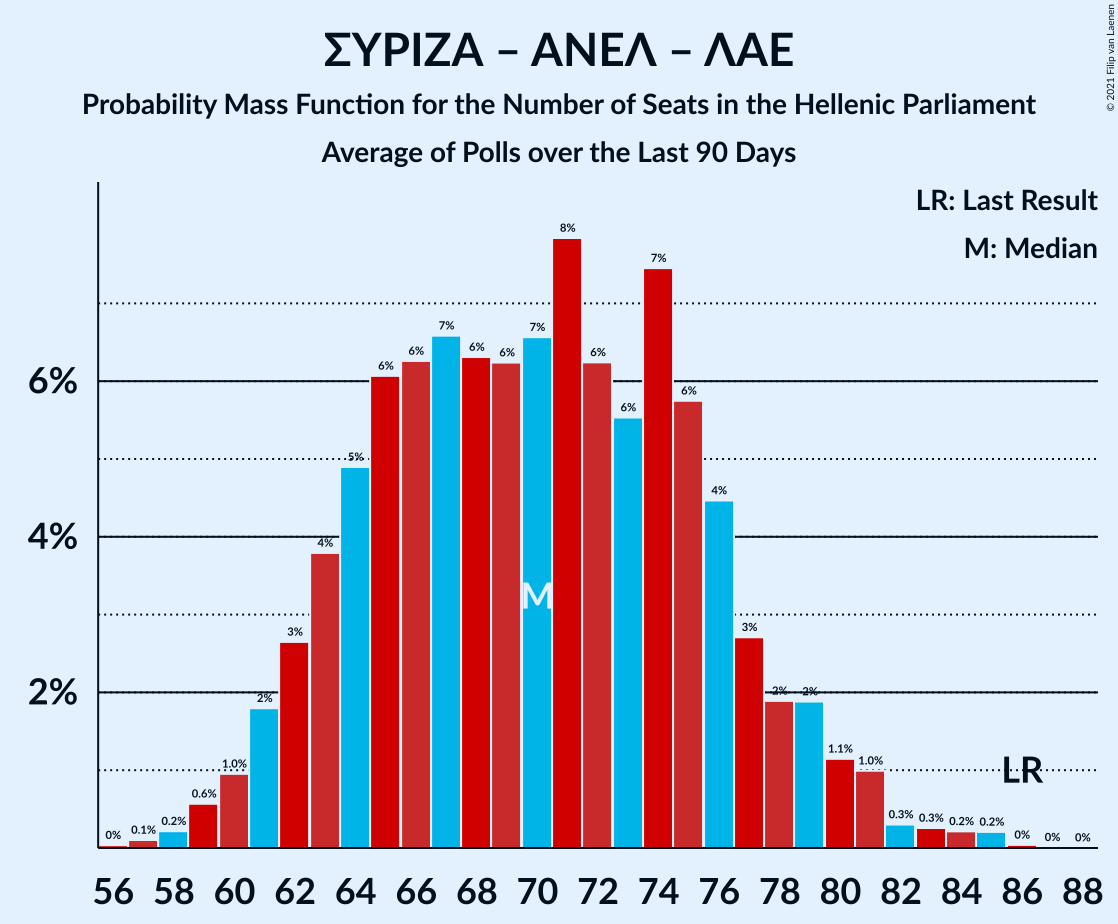 ΣΥΡΙΖΑ – ΑΝΕΛ – ΛΑΕ
Probability Mass Function for the Number of Seats in the Hellenic Parliament
Average of Polls over the Last 90 Days
© 2021 Filip van Laenen
LR: Last Result
M: Median
6%
4%
2%
0% 0.1% 0.2% 0.6% 1.0% 2% 3% 4% 5% 6% 6% 7% 6% 6% 7% 8% 6% 6% 7% 6% 4% 3% 2% 2% 1.1% 1.0% 0.3% 0.3% 0.2% 0.2% 0% 0% 0%
M
LR
56 58 60 62 64 66 68 70 72 74 76 78 80 82 84 86 88